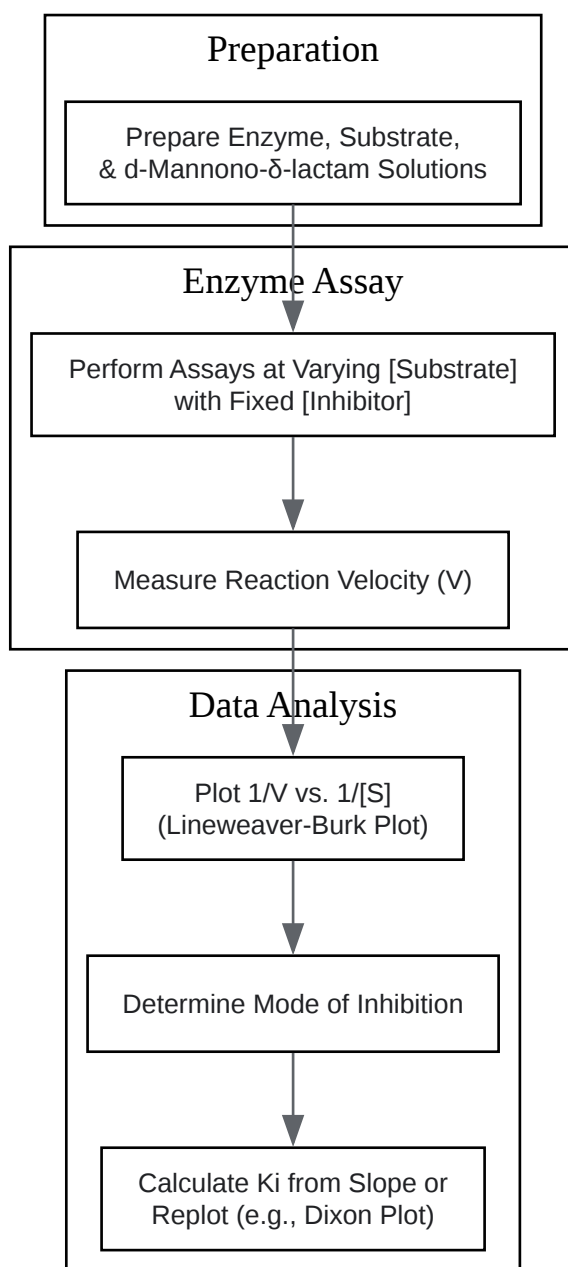 Preparation
Prepare Enzyme, Substrate,
& d-Mannono-δ-lactam Solutions
Enzyme Assay
Perform Assays at Varying [Substrate]
with Fixed [Inhibitor]
Measure Reaction Velocity (V)
Data Analysis
Plot 1/V vs. 1/[S]
(Lineweaver-Burk Plot)
Determine Mode of Inhibition
Calculate Ki from Slope or
Replot (e.g., Dixon Plot)